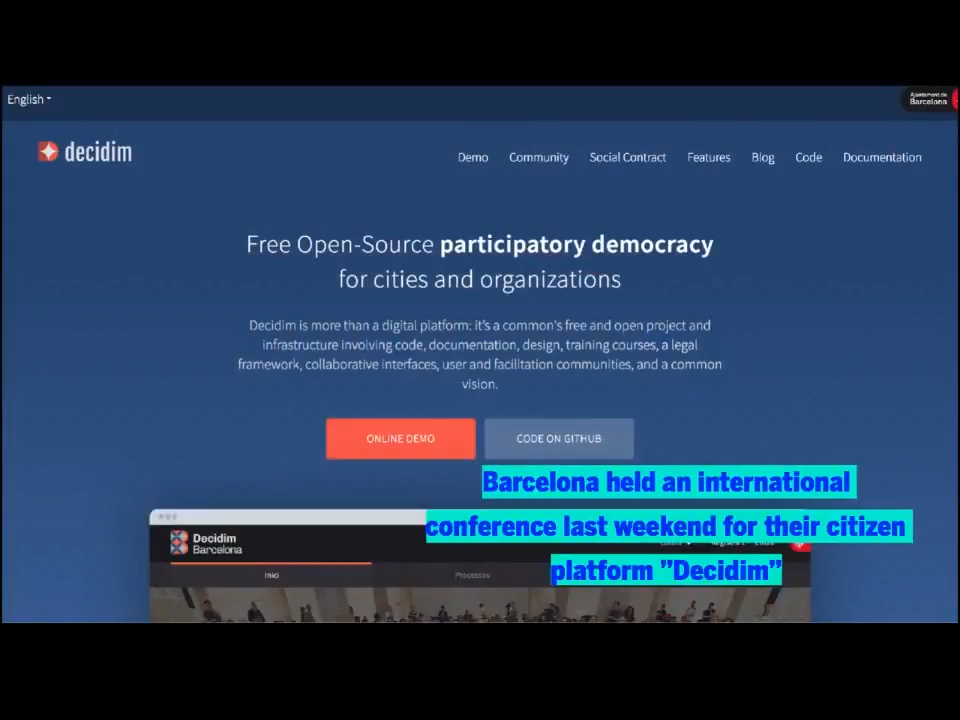 English
Ajuntament de
Barcelona
decidim
Demo Community Social Contract Features Blog Code Documentation
Free Open-Source participatory democracy
for cities and organizations
Decidim is more than a digital platform: it's a common's free and open project and
infrastructure involving code, documentation, design, training courses, a legal
framework, collaborative interfaces, user and facilitation communities, and a common
vision.
ONLINE DEMO CODE ON GITHUB
Barcelona held an international
conference last weekend for their citizen
platform ”Decidim”
Decidim
Barcelona
Inici Processos